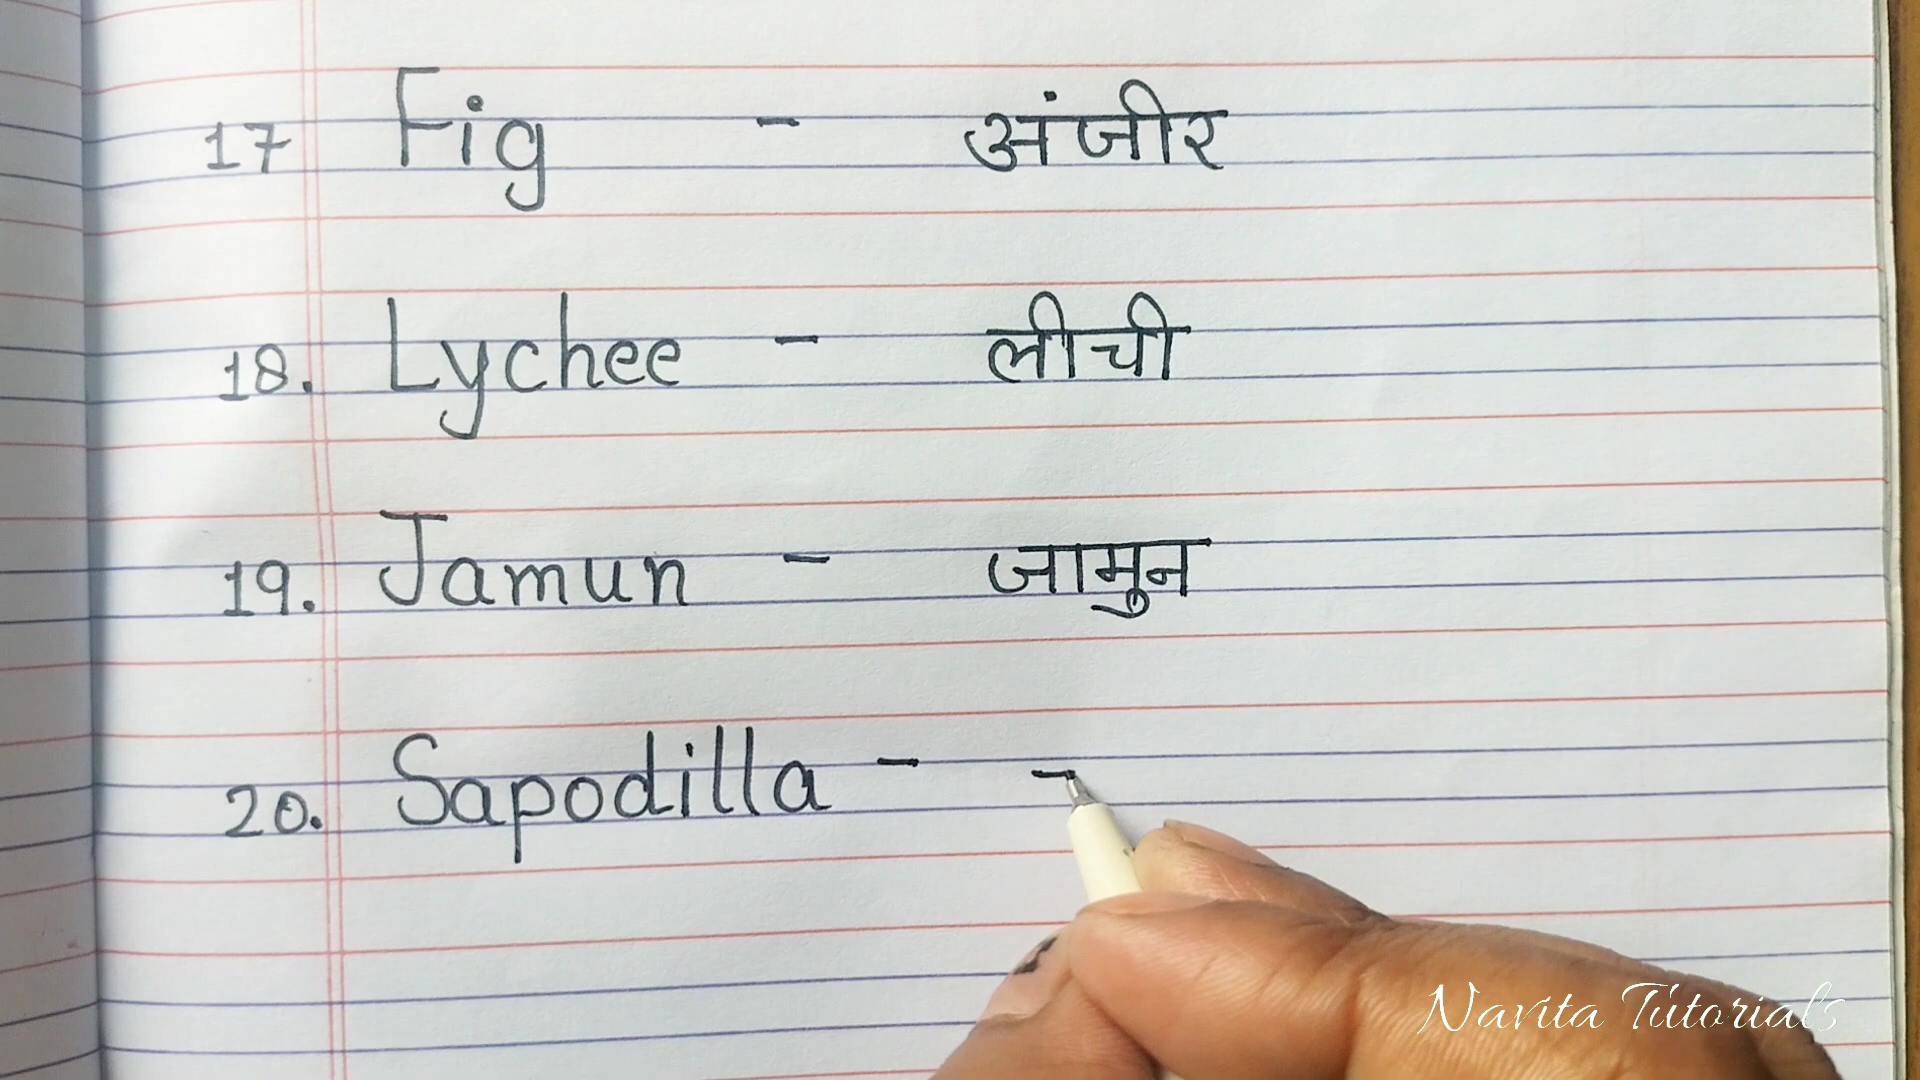 17 Fig - अंजीर
18. Lychee - लीची
19. Jamun - जामुन
20. Sapodilla -
Navita Tutorials